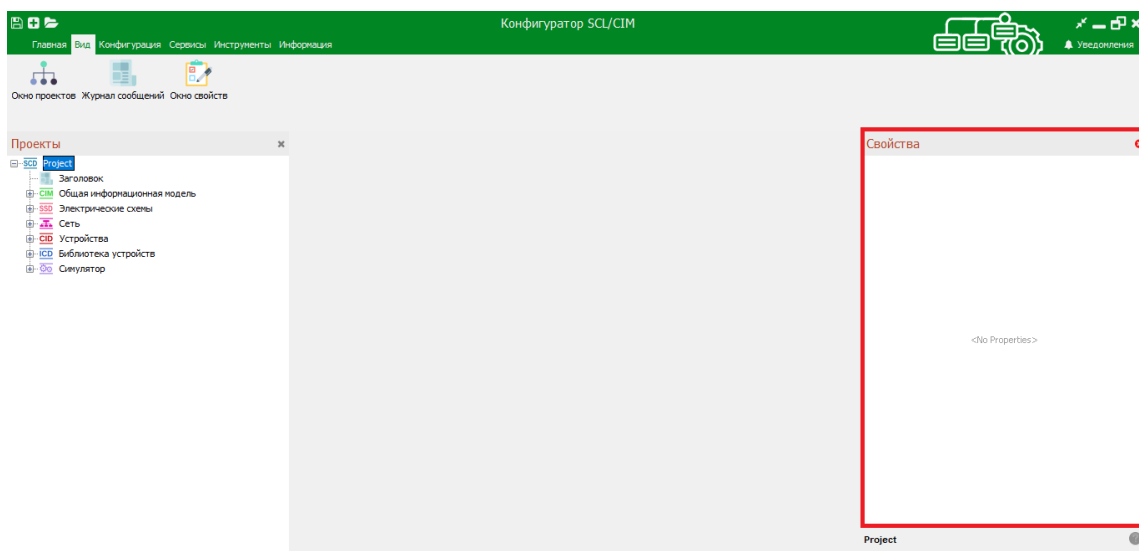 Конфигуратор SCL/CIM
Главная Вид Конфигурация Сервисы Инструменты Информация
Уведомления
Окно проектов Журнал сообщений Окно свойств
Проекты
Свойства
SCD Project
Заголовок
CIM Общая информационная модель
SSD Электрические схемы
Сеть
CID Устройства
ICD Библиотека устройств
Симулятор
<No Properties>
Project